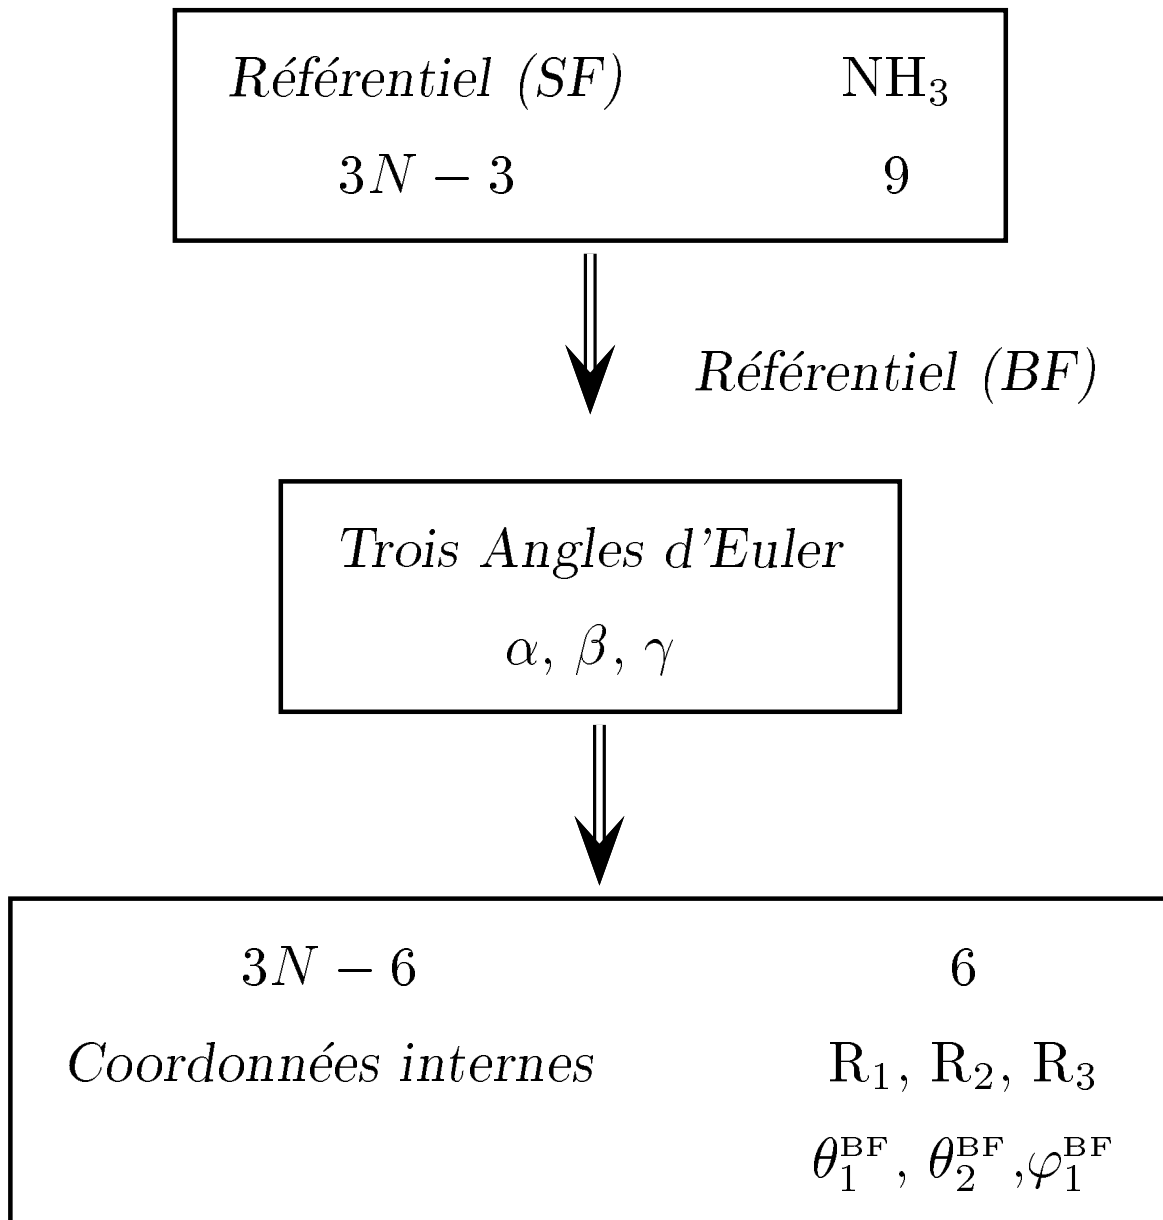 Référentiel (SF) NH₃
3N − 3 9
Référentiel (BF)
Trois Angles d'Euler
α, β, γ
3N − 6 6
Coordonnées internes R₁, R₂, R₃
θ₁ᴮᶠ, θ₂ᴮᶠ,φ₁ᴮᶠ